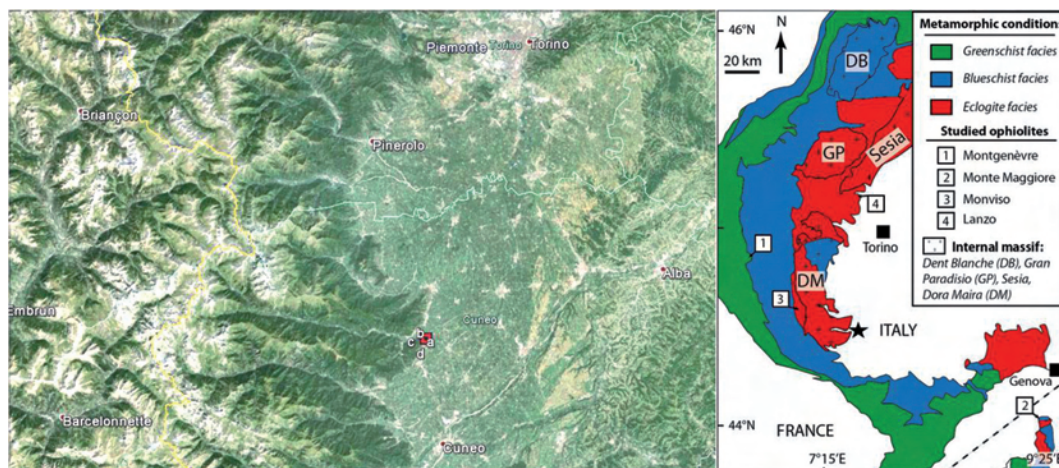 Piemonte Torino Torino
Briançon
Pinerolo
Alba
Embrun
Cuneo
b
c a
d
Barcelonnette
Cuneo
46°N
N
20 km
DB
GP
Sesia
4
Torino
1
DM
3
ITALY
Genova
2
44°N
FRANCE
7°15'E
9°25'E
Metamorphic conditions
Greenschist facies
Blueschist facies
Eclogite facies
Studied ophiolites
1 Montgenèvre
2 Monte Maggiore
3 Monviso
4 Lanzo
Internal massif:
Dent Blanche (DB), Gran
Paradisio (GP), Sesia,
Dora Maira (DM)